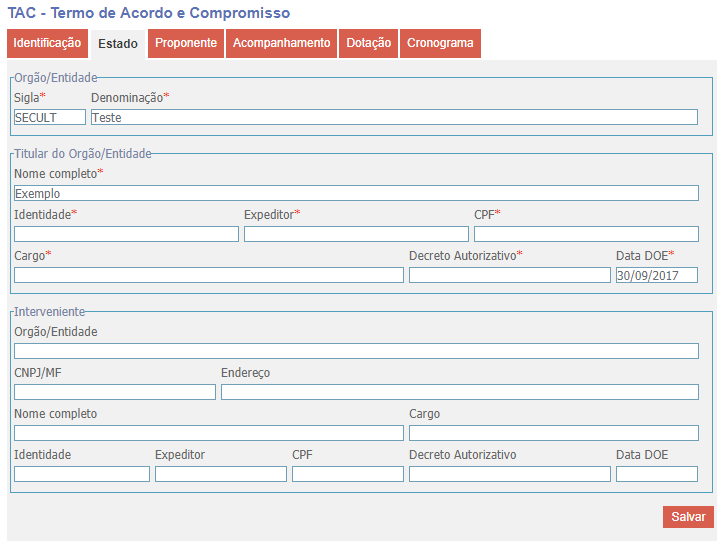 TAC - Termo de Acordo e Compromisso
Identificação Estado Proponente Acompanhamento Dotação Cronograma
Orgão/Entidade
Sigla* Denominação*
SECULT Teste
Titular do Orgão/Entidade
Nome completo*
Exemplo
Identidade* Expeditor* CPF*
Cargo* Decreto Autorizativo* Data DOE*
30/09/2017
Interveniente
Orgão/Entidade
CNPJ/MF Endereço
Nome completo Cargo
Identidade Expeditor CPF Decreto Autorizativo Data DOE
Salvar